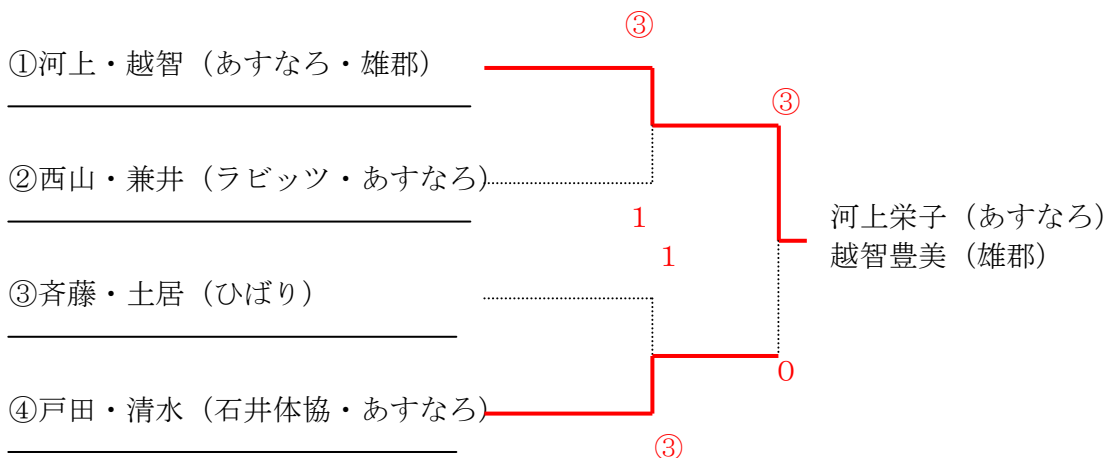 ③
①河上・越智（あすなろ・雄郡）
③
②西山・兼井（ラビッツ・あすなろ）
1
河上栄子（あすなろ）
越智豊美（雄郡）
1
③斉藤・土居（ひばり）
0
④戸田・清水（石井体協・あすなろ）
③